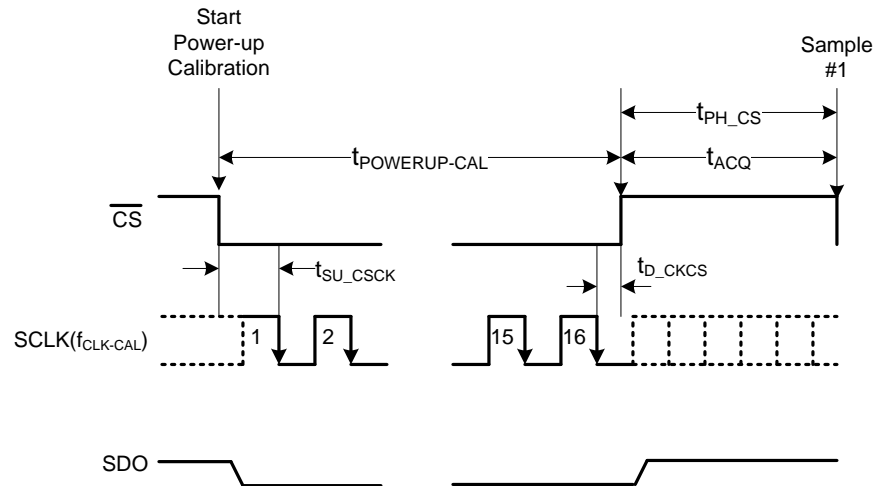 Start
Power-up
Calibration
Sample
#1
tPH_CS
tPOWERUP-CAL
tACQ
CS
tSU_CSCK
tD_CKCS
SCLK(fCLK-CAL)
1
2
15
16
SDO